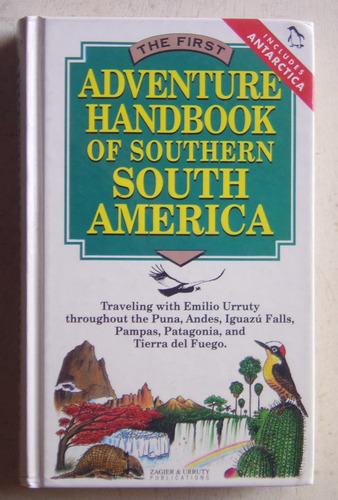 THE FIRST
INCLUDES
ANTARCTICA
ADVENTURE
HANDBOOK
OF SOUTHERN
SOUTH
AMERICA
Traveling with Emilio Urruty
throughout the Puna, Andes, Iguazú Falls,
Pampas, Patagonia, and
Tierra del Fuego.
ZAGIER & URRUTY
PUBLICATIONS